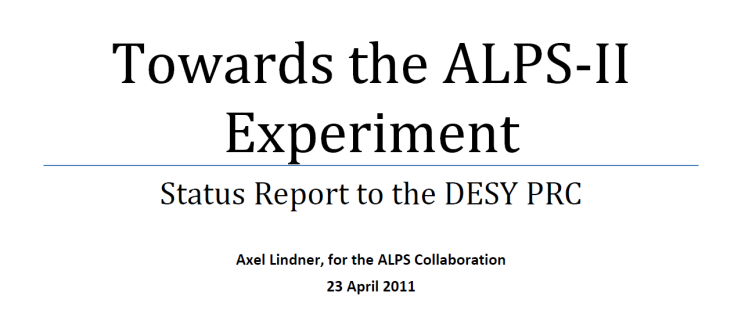 Towards the ALPS-II
Experiment
Status Report to the DESY PRC
Axel Lindner, for the ALPS Collaboration
23 April 2011